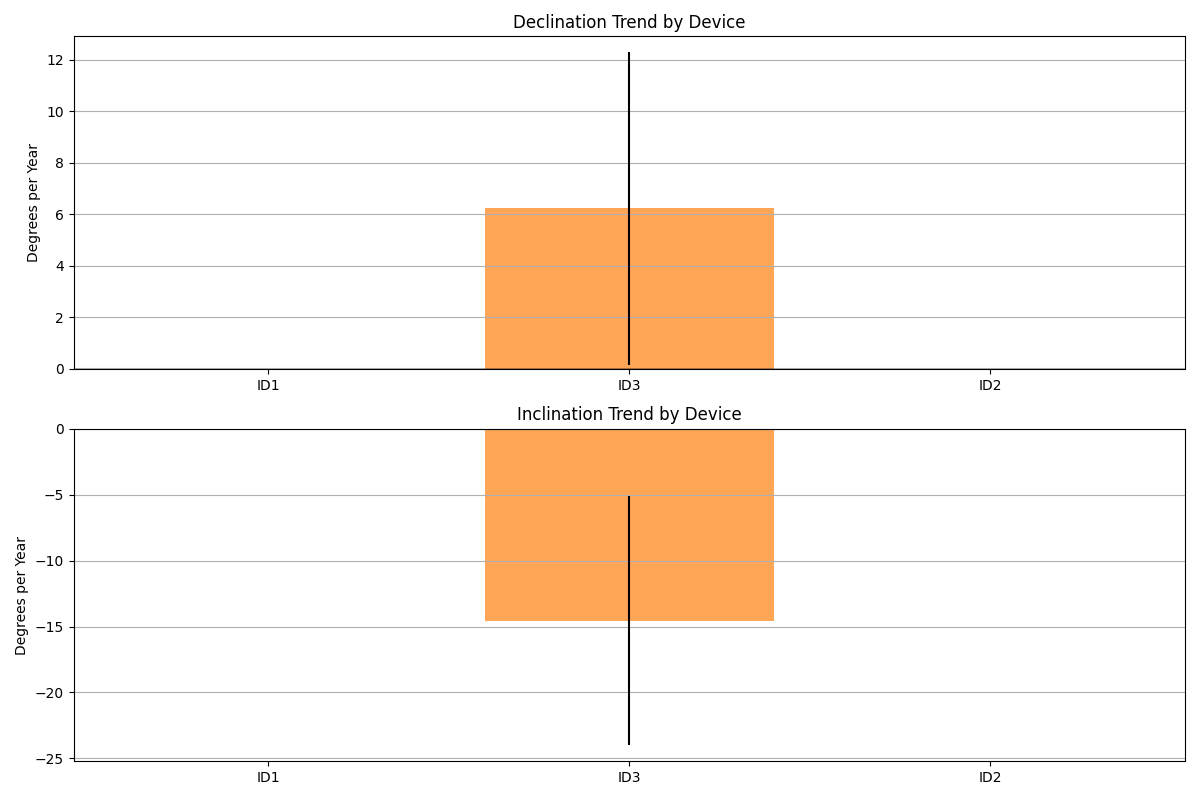 Declination Trend by Device
Degrees per Year
12
10
8
6
4
2
0
ID1 ID3 ID2
Inclination Trend by Device
Degrees per Year
0
−5
−10
−15
−20
−25
ID1 ID3 ID2